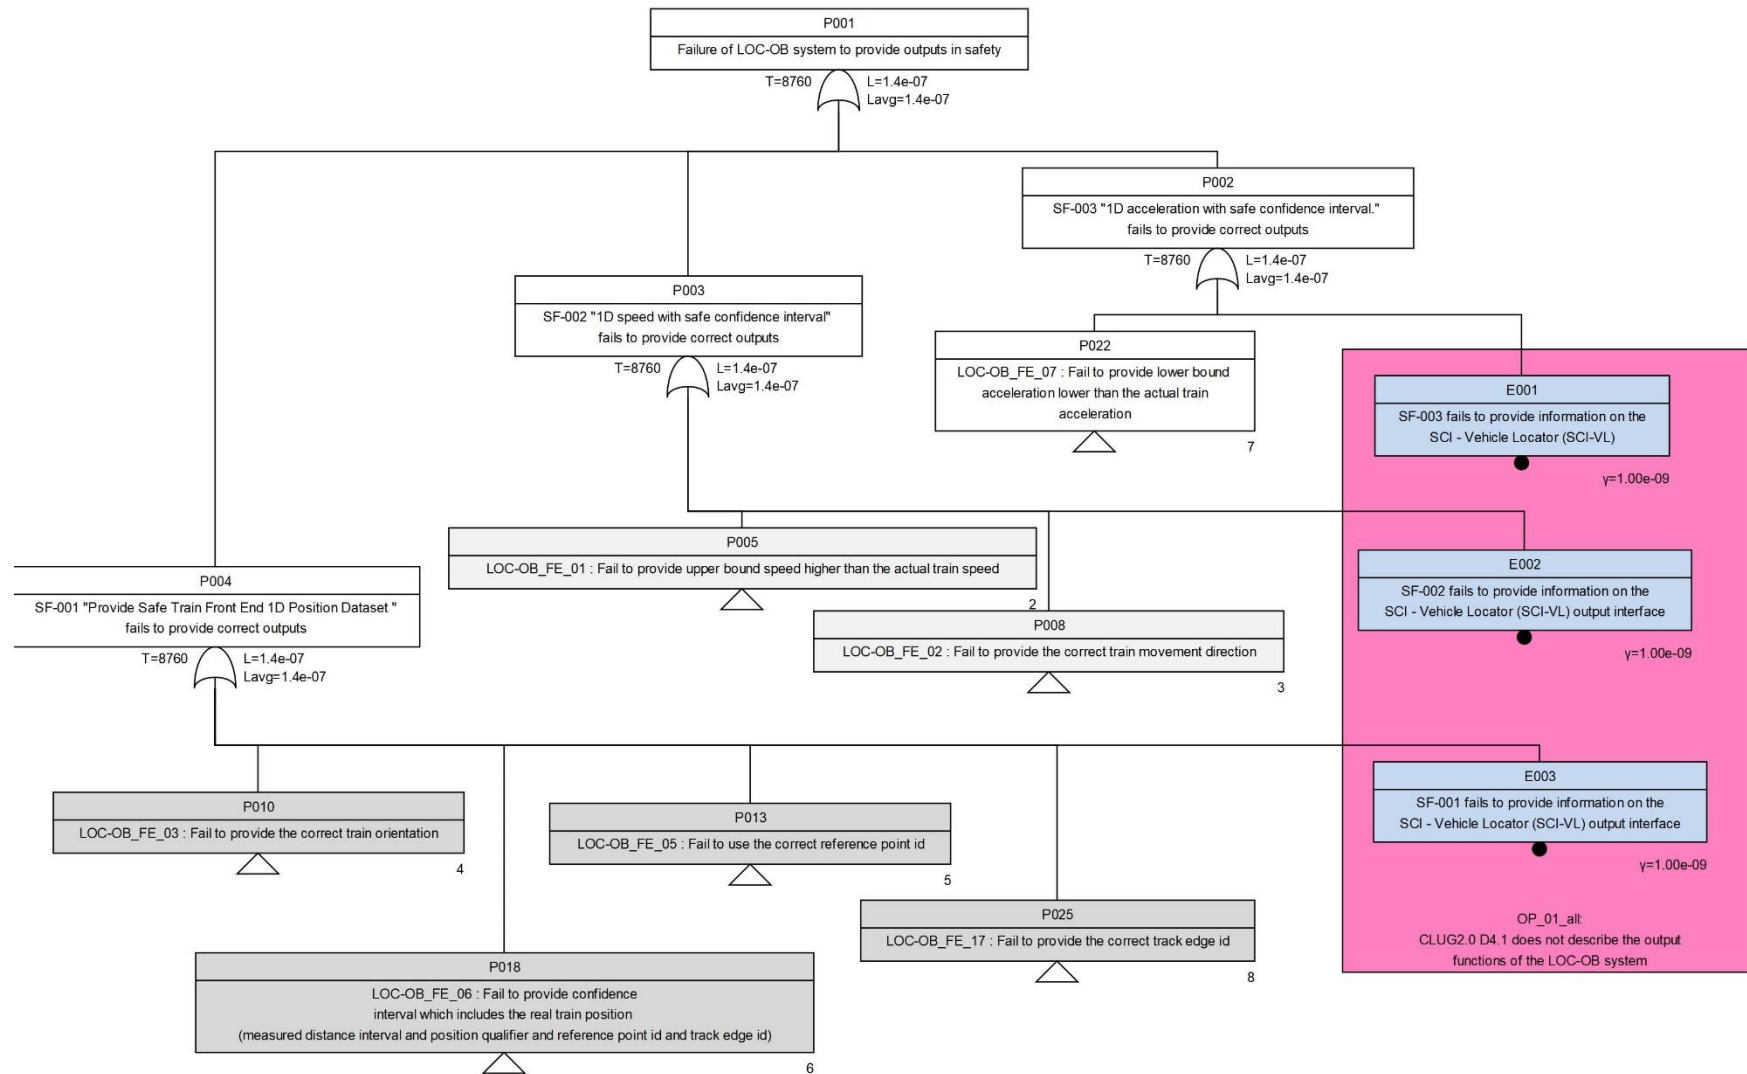 P001
Failure of LOC-OB system to provide outputs in safety
T=8760
L=1.4e-07
Lavg=1.4e-07
P002
SF-003 "1D acceleration with safe confidence interval."
fails to provide correct outputs
T=8760
L=1.4e-07
Lavg=1.4e-07
P003
SF-002 "1D speed with safe confidence interval"
fails to provide correct outputs
T=8760
L=1.4e-07
Lavg=1.4e-07
P022
LOC-OB_FE_07 : Fail to provide lower bound
acceleration lower than the actual train
acceleration
7
E001
SF-003 fails to provide information on the
SCI - Vehicle Locator (SCI-VL)
γ=1.00e-09
P005
LOC-OB_FE_01 : Fail to provide upper bound speed higher than the actual train speed
2
E002
SF-002 fails to provide information on the
SCI - Vehicle Locator (SCI-VL) output interface
γ=1.00e-09
P004
SF-001 "Provide Safe Train Front End 1D Position Dataset "
fails to provide correct outputs
T=8760
L=1.4e-07
Lavg=1.4e-07
P008
LOC-OB_FE_02 : Fail to provide the correct train movement direction
3
P010
LOC-OB_FE_03 : Fail to provide the correct train orientation
4
P013
LOC-OB_FE_05 : Fail to use the correct reference point id
5
E003
SF-001 fails to provide information on the
SCI - Vehicle Locator (SCI-VL) output interface
γ=1.00e-09
P025
LOC-OB_FE_17 : Fail to provide the correct track edge id
8
OP_01_all:
CLUG2.0 D4.1 does not describe the output
functions of the LOC-OB system
P018
LOC-OB_FE_06 : Fail to provide confidence
interval which includes the real train position
(measured distance interval and position qualifier and reference point id and track edge id)
6